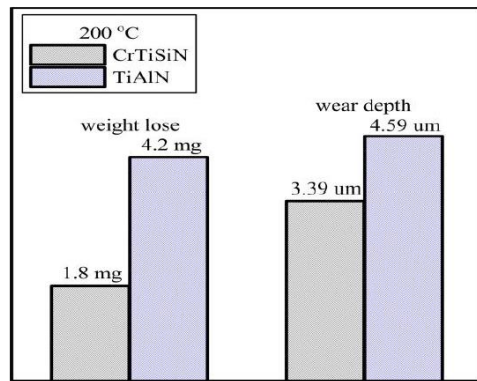 200 °C
CrTiSiN
TiAlN
weight lose
4.2 mg
1.8 mg
wear depth
4.59 um
3.39 um